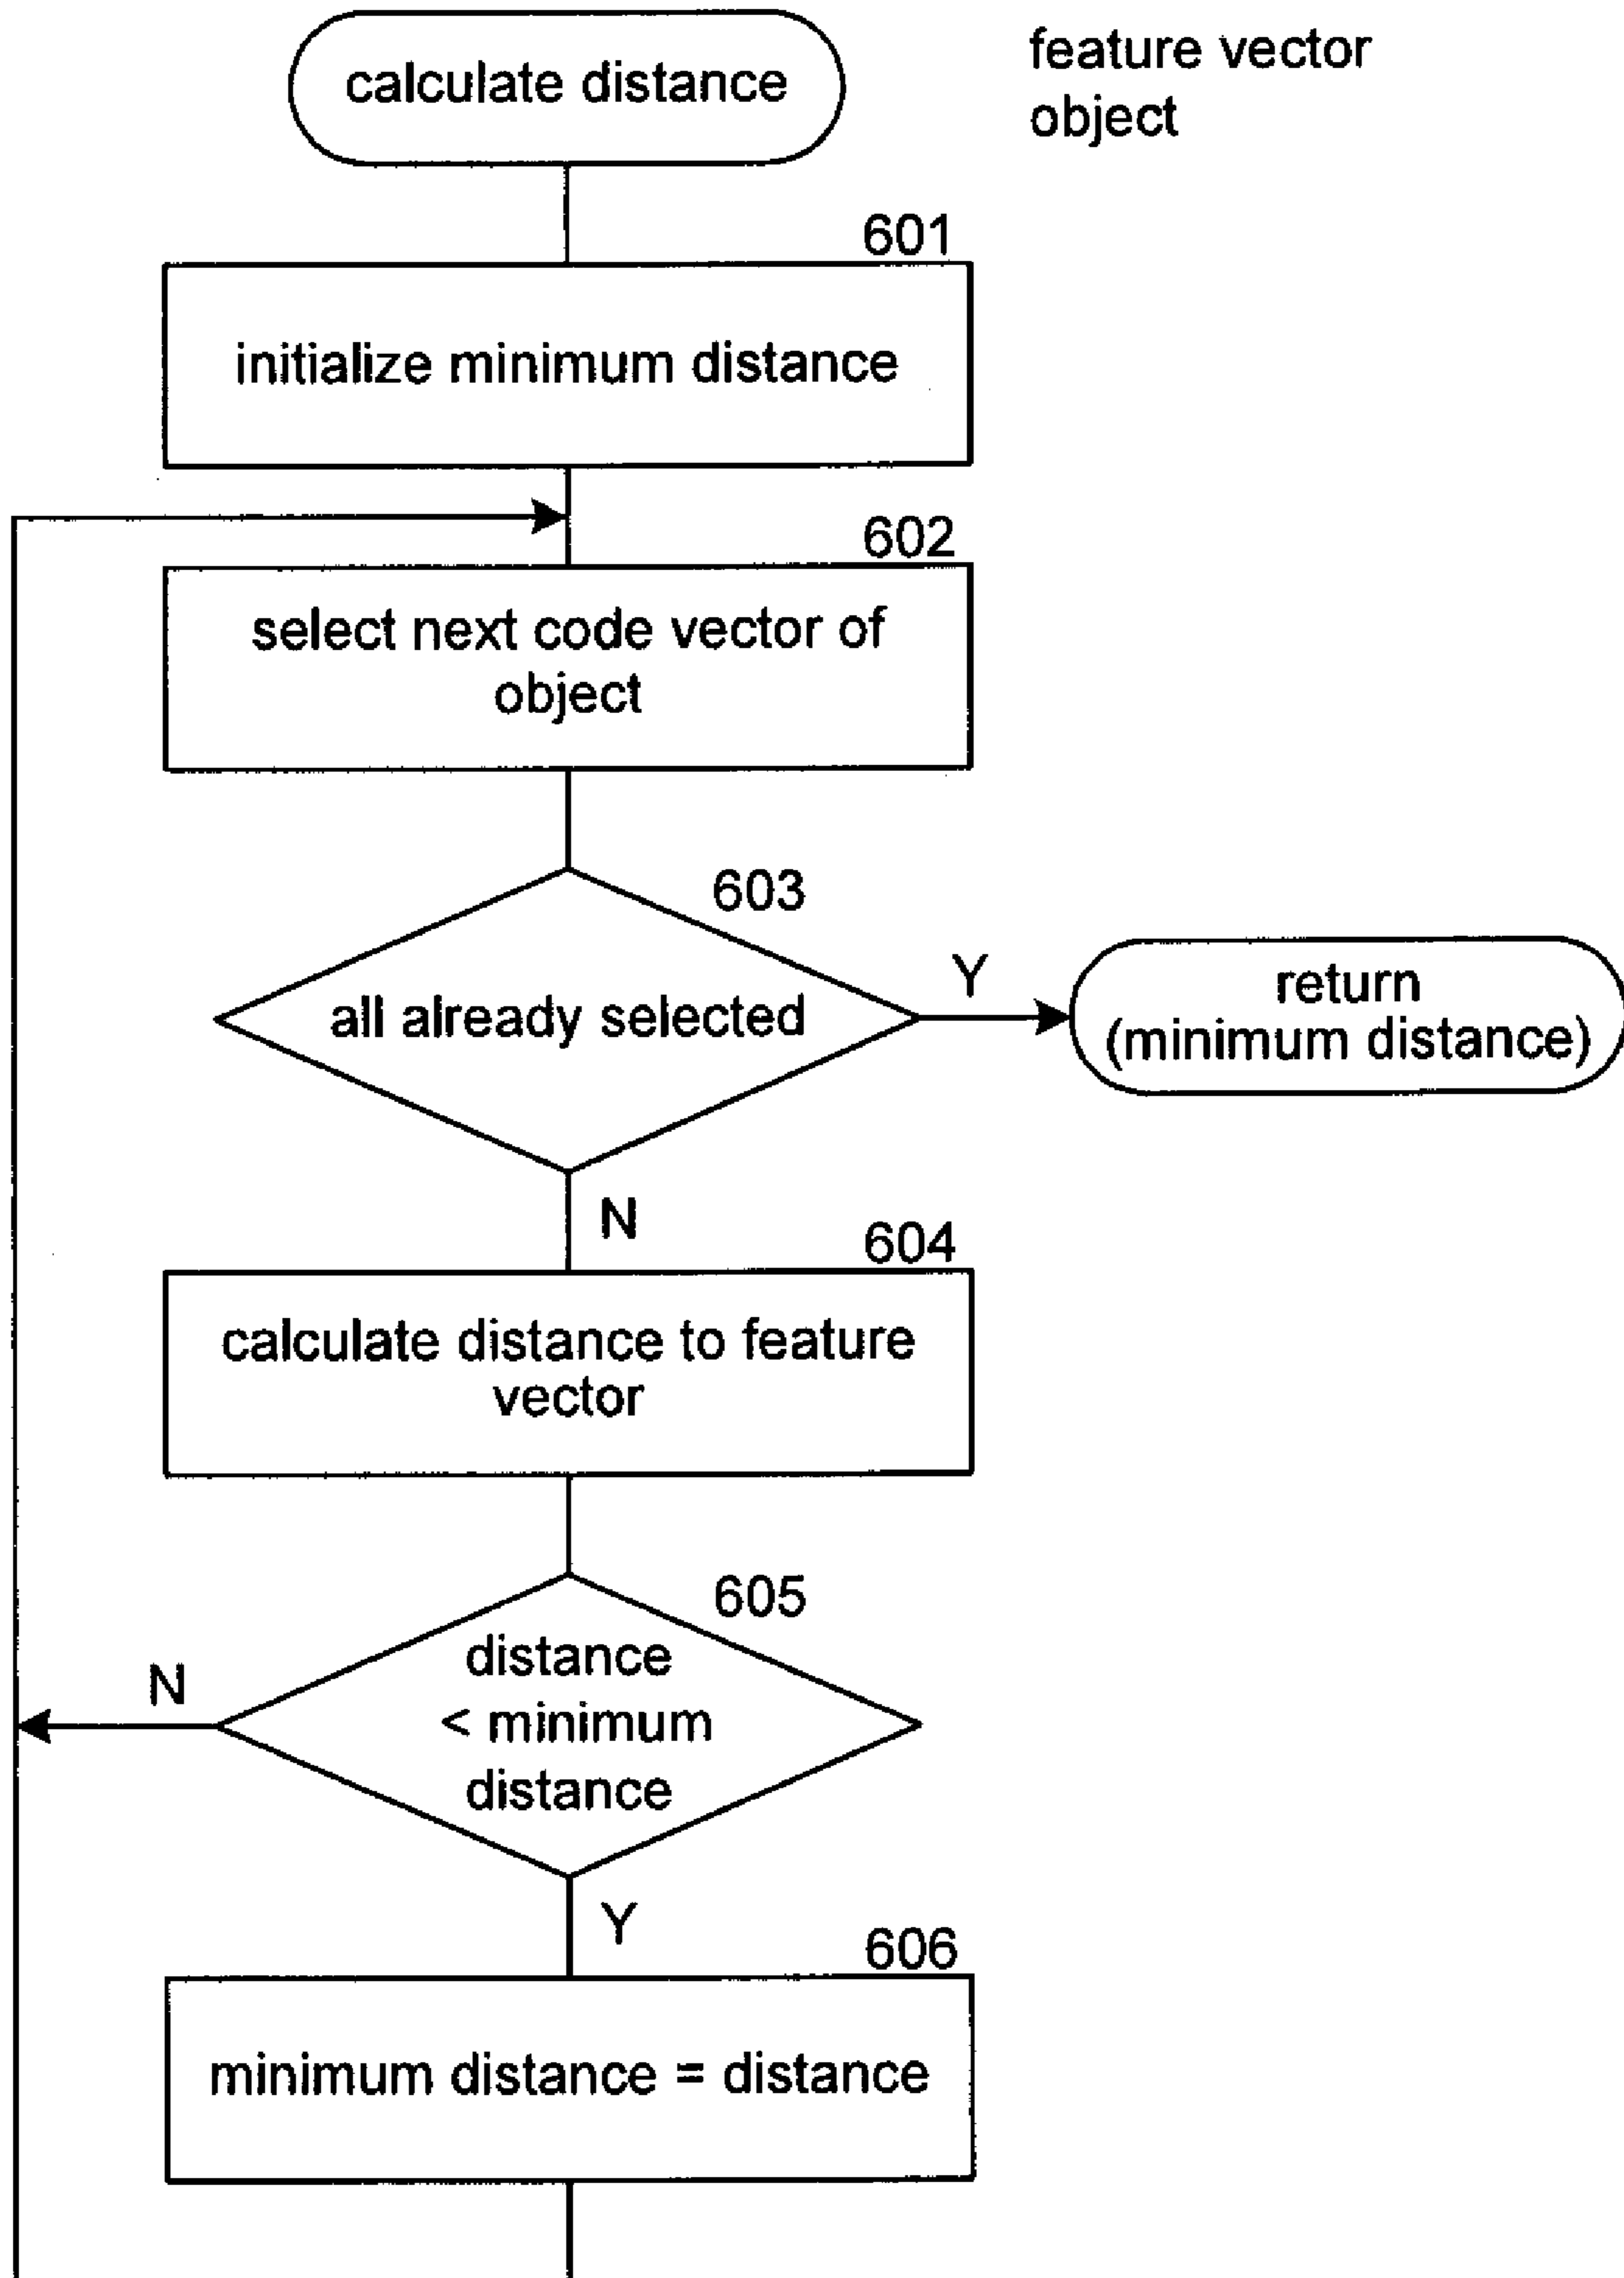 calculate distance
feature vector
object
601
initialize minimum distance
602
select next code vector of
object
603
all already selected
Y
return
(minimum distance)
N
604
calculate distance to feature
vector
605
distance
< minimum
distance
N
Y
606
minimum distance = distance